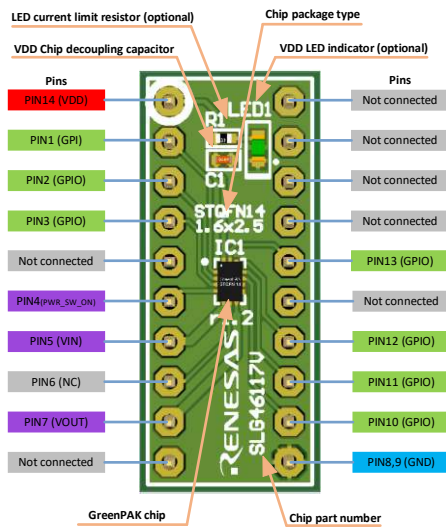 LED current limit resistor (optional)
Chip package type
VDD Chip decoupling capacitor
VDD LED indicator (optional)
Pins
Pins
PIN14 (VDD)
PIN1 (GPI)
PIN2 (GPIO)
PIN3 (GPIO)
Not connected
PIN4(PWR_SW_ON)
PIN5 (VIN)
PIN6 (NC)
PIN7 (VOUT)
Not connected
LED1
R1
C1
STQFN14
1.6x2.5
IC1
STQFN14
RENESAS
SLG46117V
Not connected
Not connected
Not connected
Not connected
PIN13 (GPIO)
Not connected
PIN12 (GPIO)
PIN11 (GPIO)
PIN10 (GPIO)
PIN8,9 (GND)
GreenPAK chip
Chip part number